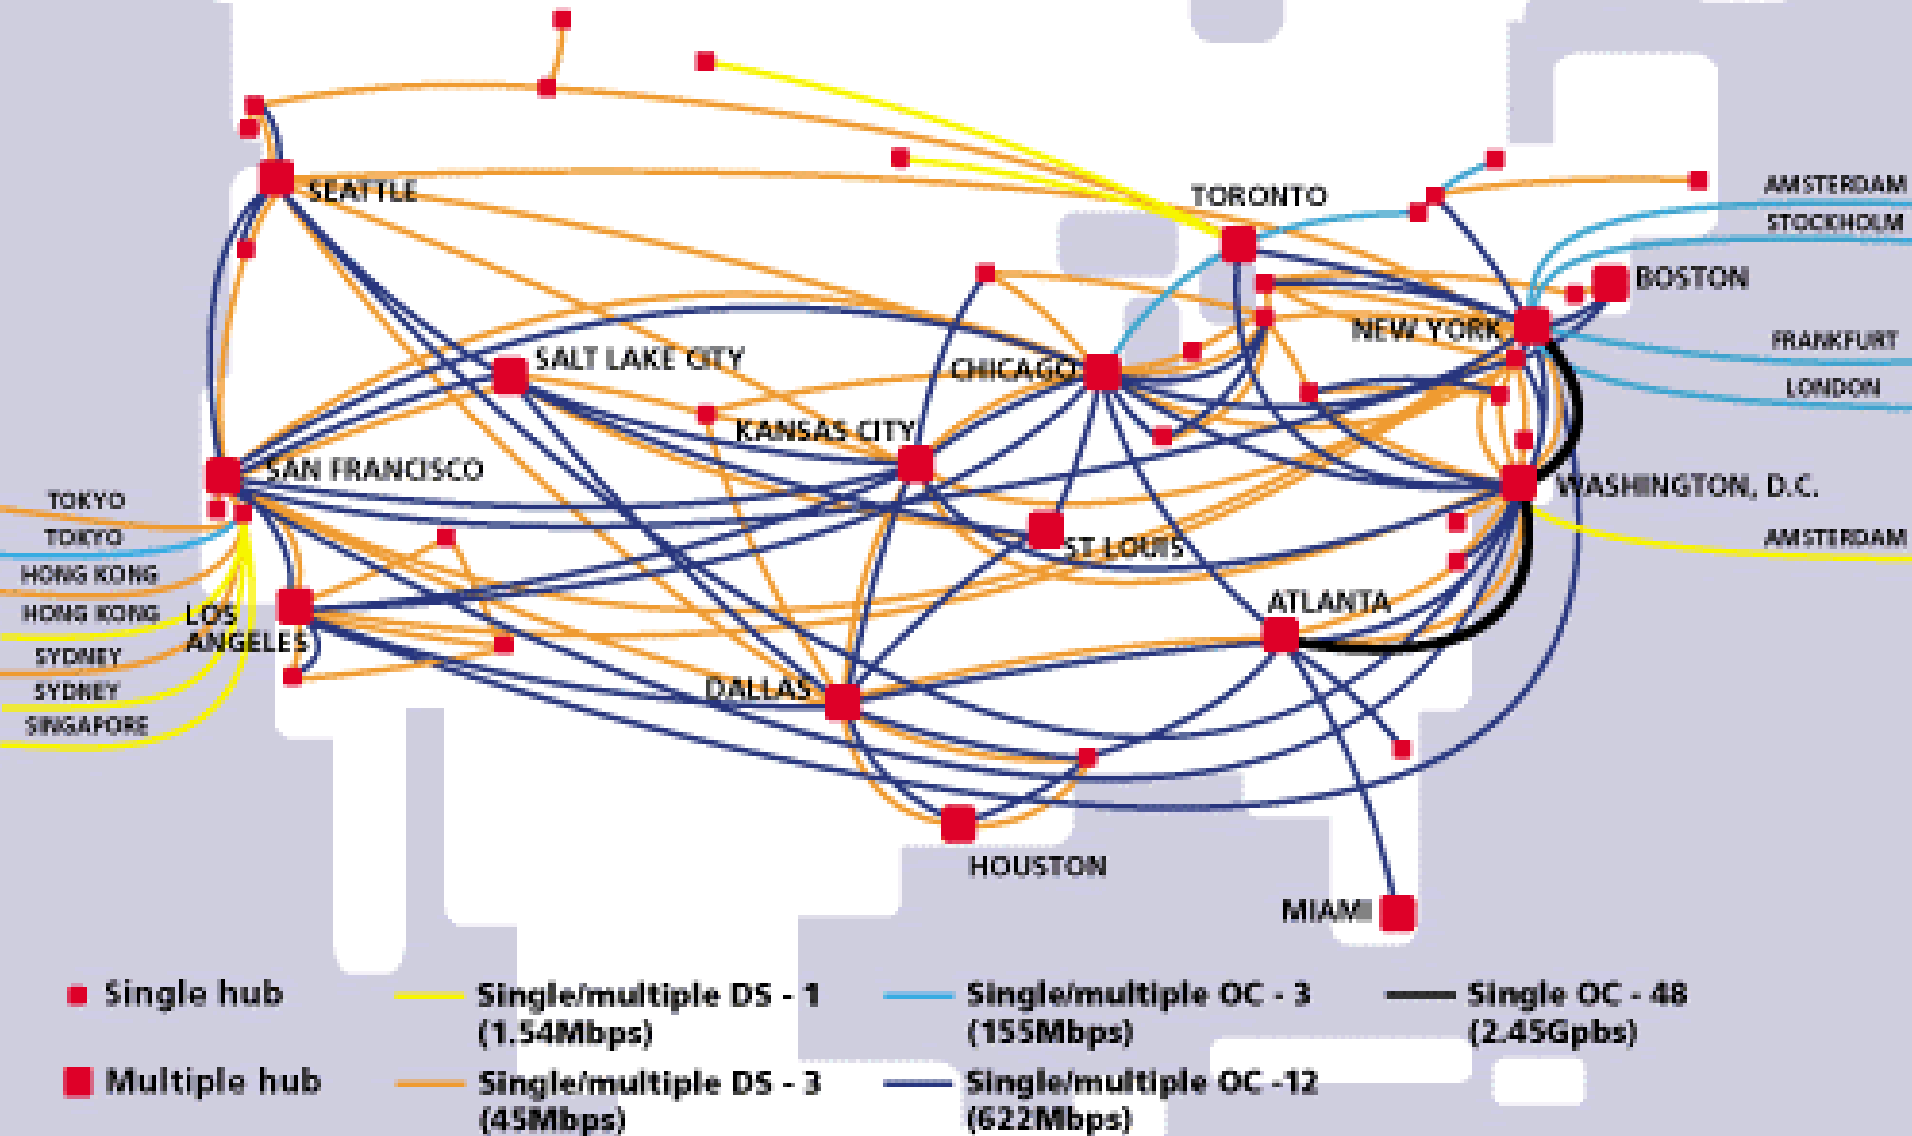 TORONTO
AMSTERDAM
STOCKHOLM
SEATTLE
BOSTON
NEW YORK
FRANKFURT
SALT LAKE CITY
CHICAGO
LONDON
KANSAS CITY
SAN FRANCISCO
WASHINGTON, D.C.
TOKYO
TOKYO
AMSTERDAM
ST LOUIS
HONG KONG
HONG KONG
LOS
ANGELES
ATLANTA
SYDNEY
SYDNEY
DALLAS
SINGAPORE
HOUSTON
MIAMI
Single hub
Multiple hub
Single/multiple DS - 1
(1.54Mbps)
Single/multiple DS - 3
(45Mbps)
Single/multiple OC - 3
(155Mbps)
Single/multiple OC -12
(622Mbps)
Single OC - 48
(2.45Gpbs)